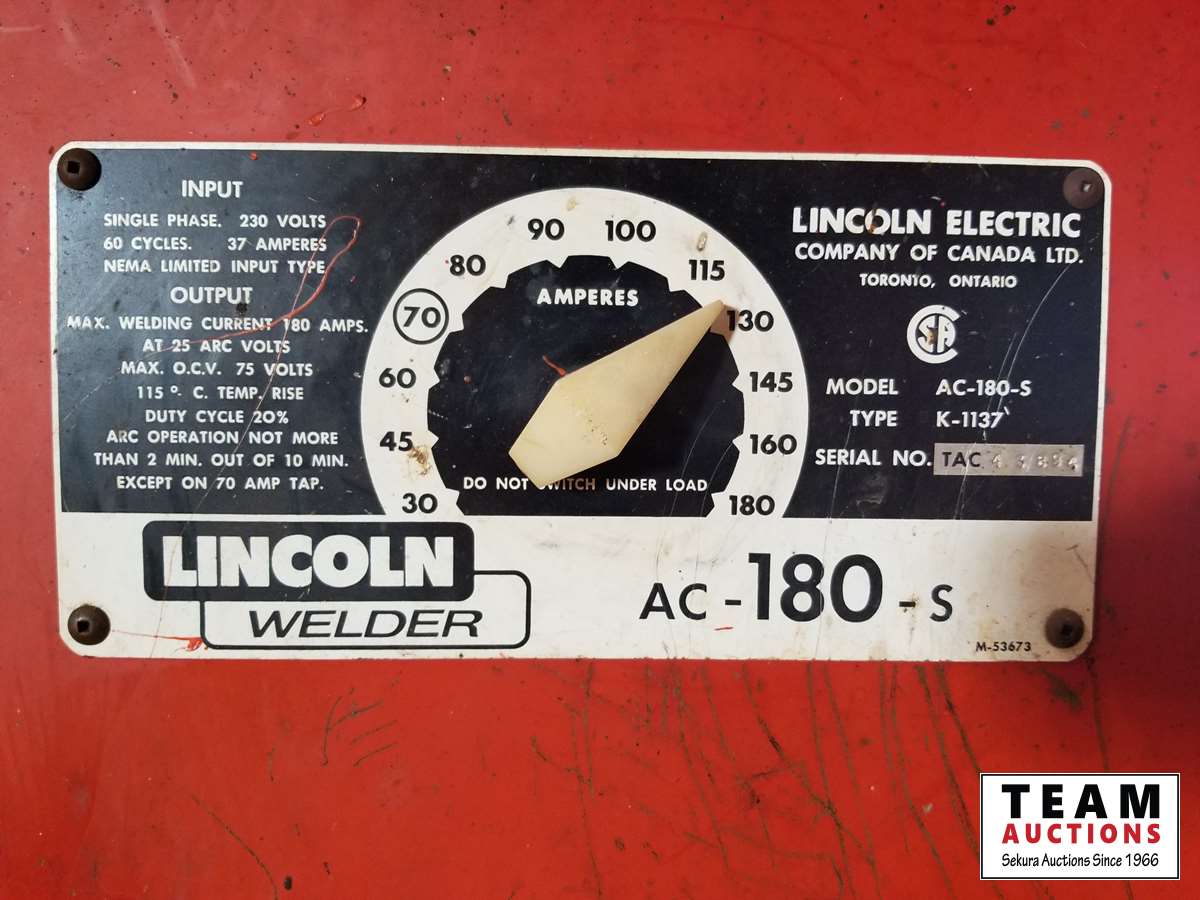 INPUT
SINGLE PHASE. 230 VOLTS
60 CYCLES. 37 AMPERES
NEMA LIMITED INPUT TYPE
OUTPUT
MAX. WELDING CURRENT 180 AMPS.
AT 25 ARC VOLTS
MAX. O.C.V. 75 VOLTS
115 º. C. TEMP. RISE
DUTY CYCLE 20%
ARC OPERATION NOT MORE
THAN 2 MIN. OUT OF 10 MIN.
EXCEPT ON 70 AMP TAP.
30
45
60
70
80
90
100
115
130
145
160
180
AMPERES
DO NOT SWITCH UNDER LOAD
LINCOLN ELECTRIC
COMPANY OF CANADA LTD.
TORONTO, ONTARIO
CSA
MODEL AC-180-S
TYPE K-1137
SERIAL NO. TAC
LINCOLN
WELDER
AC-180-S
M-53673
TEAM
AUCTIONS
Sekura Auctions Since 1966